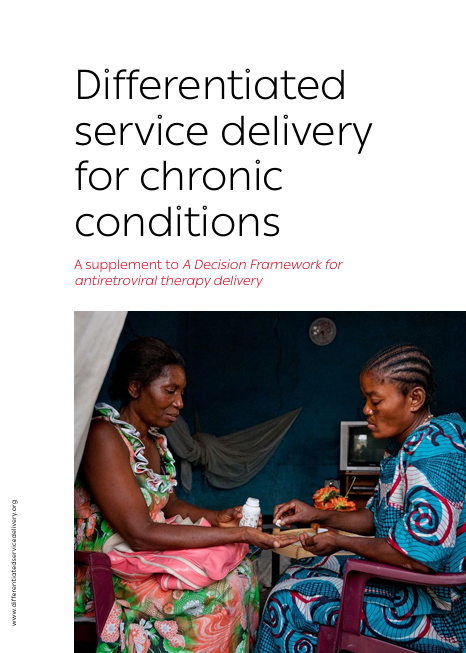 Differentiated
service delivery
for chronic
conditions
A supplement to A Decision Framework for
antiretroviral therapy delivery
www.differentiatedservicedelivery.org